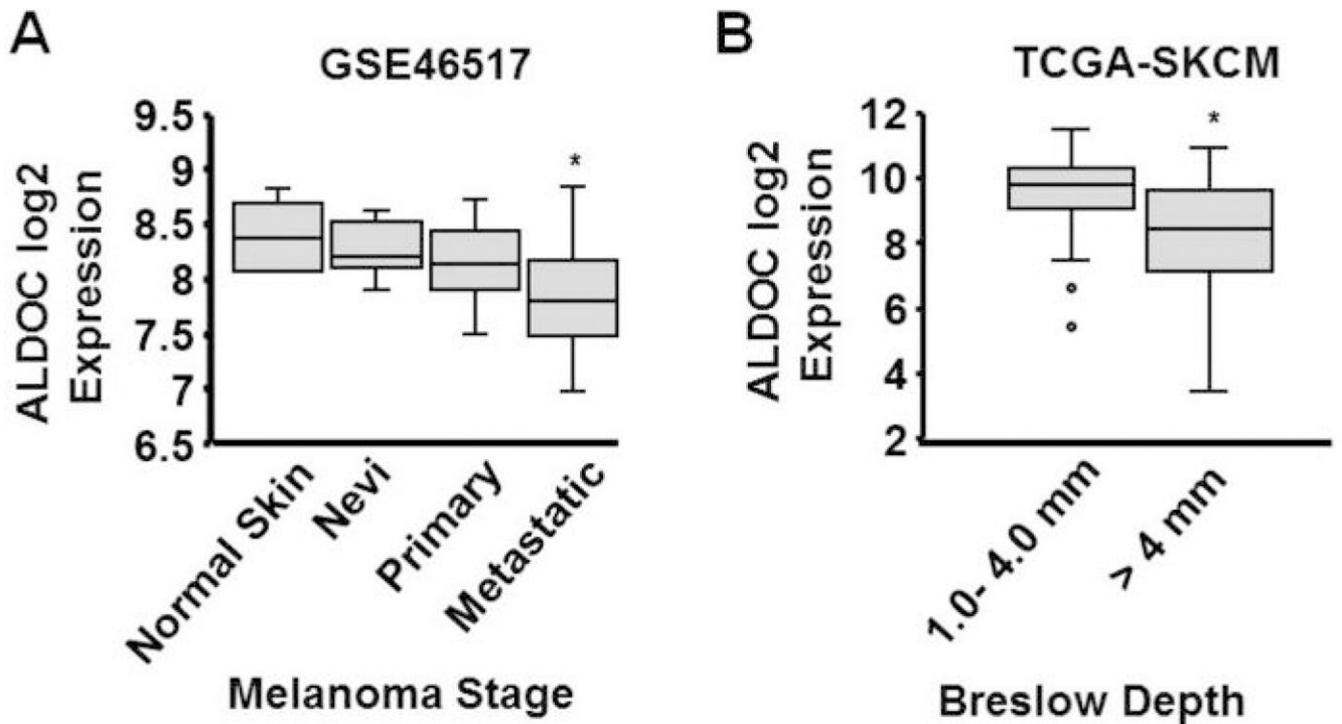 A
GSE46517
ALDOC log2
Expression
9.5
9
8.5
8
7.5
7
6.5
*
Normal Skin
Nevi
Primary
Metastatic
Melanoma Stage
B
TCGA-SKCM
ALDOC log2
Expression
12
10
8
6
4
2
*
1.0- 4.0 mm
> 4 mm
Breslow Depth